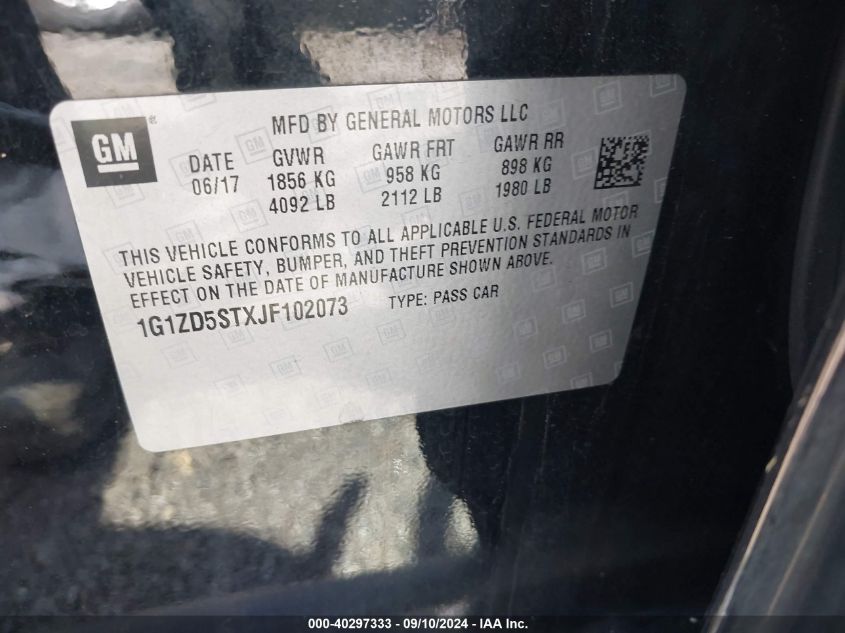 GM
®
MFD BY GENERAL MOTORS LLC
DATE GVWR GAWR FRT GAWR RR
06/17 1856 KG 958 KG 898 KG
4092 LB 2112 LB 1980 LB
THIS VEHICLE CONFORMS TO ALL APPLICABLE U.S. FEDERAL MOTOR
VEHICLE SAFETY, BUMPER, AND THEFT PREVENTION STANDARDS IN
EFFECT ON THE DATE OF MANUFACTURE SHOWN ABOVE.
1G1ZD5STXJF102073 TYPE: PASS CAR
000-40297333 - 09/10/2024 - IAA Inc.